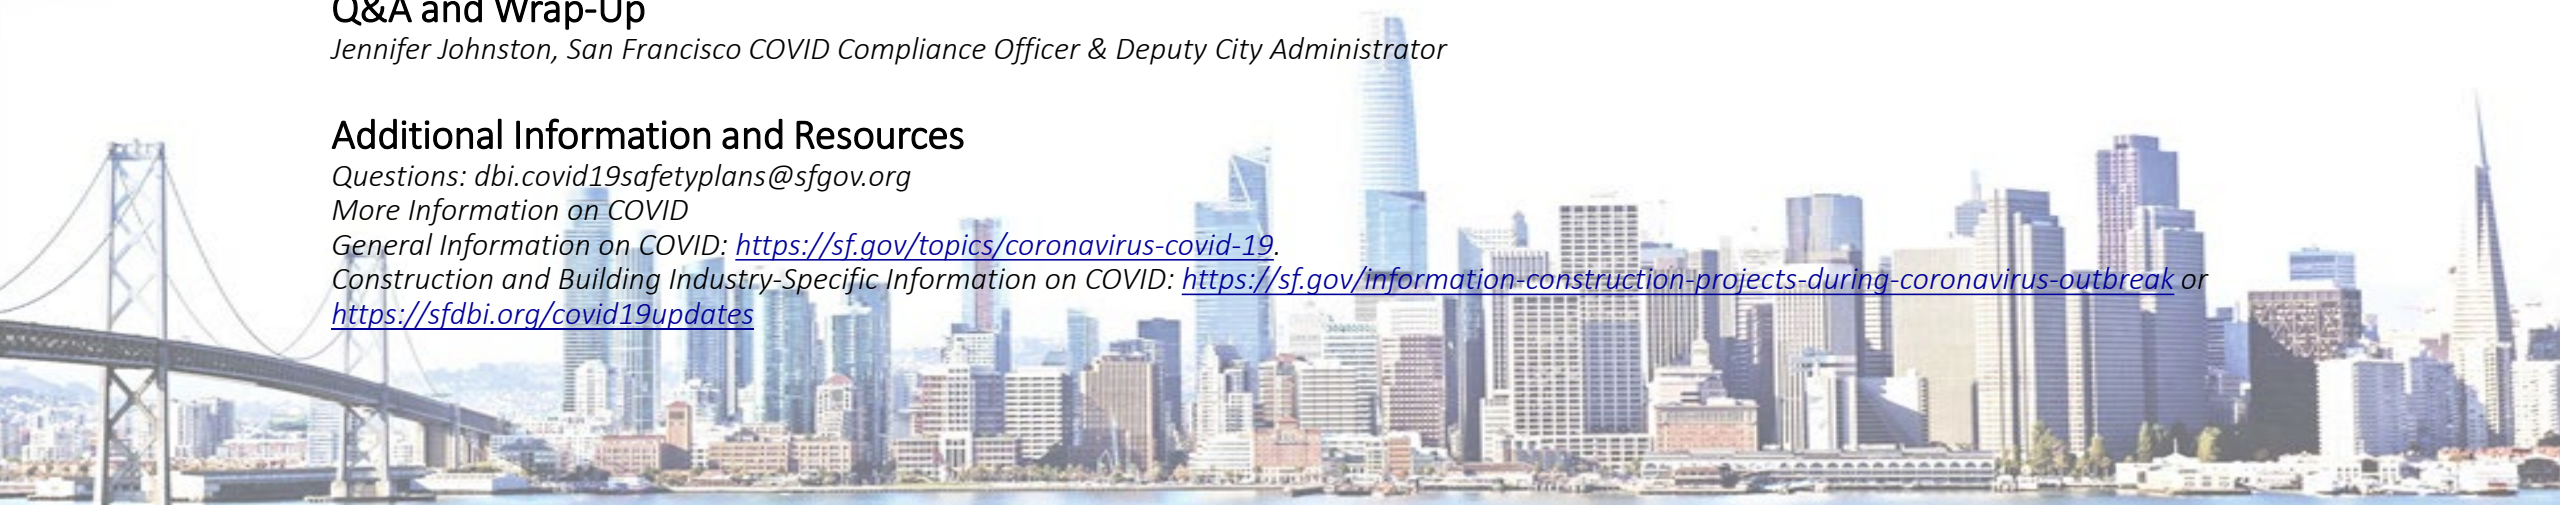 Q&A and Wrap-Up
Jennifer Johnston, San Francisco COVID Compliance Officer & Deputy City Administrator
Additional Information and Resources
Questions: dbi.covid19safetyplans@sfgov.org
More Information on COVID
General Information on COVID: https://sf.gov/topics/coronavirus-covid-19.
Construction and Building Industry-Specific Information on COVID: https://sf.gov/information-construction-projects-during-coronavirus-outbreak or
https://sfdbi.org/covid19updates